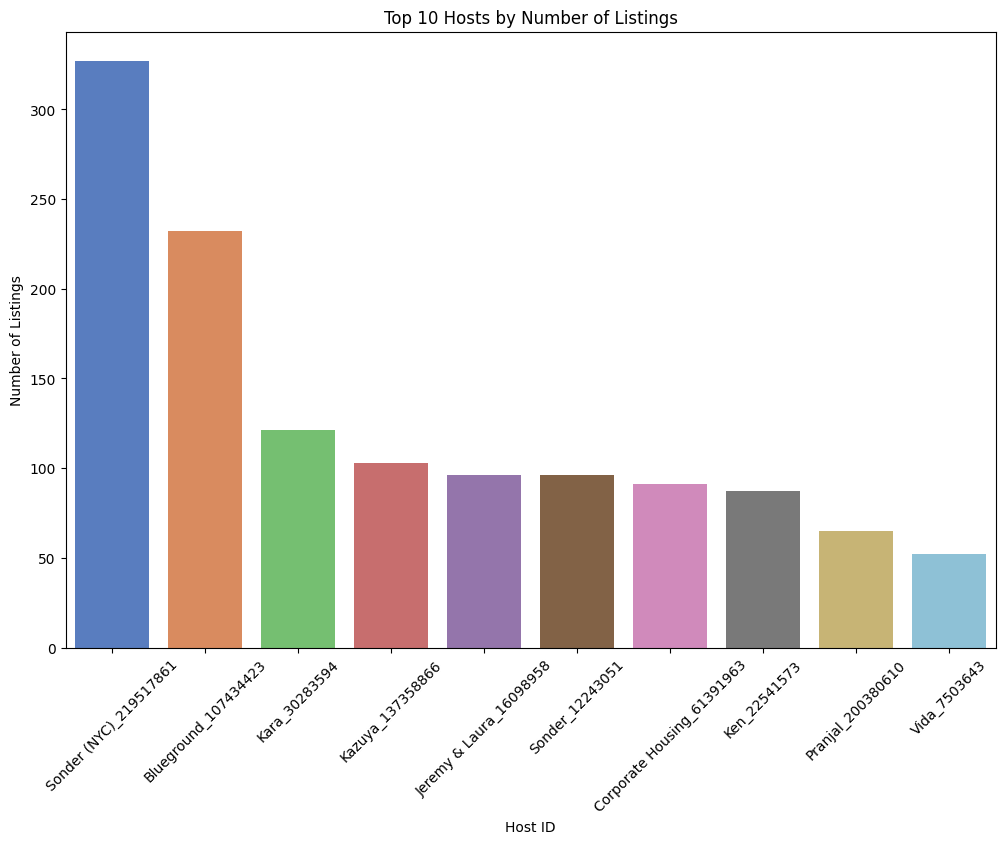 Top 10 Hosts by Number of Listings
Number of Listings
300
250
200
150
100
50
0
Sonder (NYC)_219517861
Blueground_107434423
Kara_30283594
Kazuya_137358866
Jeremy & Laura_16098958
Sonder_12243051
Corporate Housing_61391963
Ken_22541573
Pranjal_200380610
Vida_7503643
Host ID